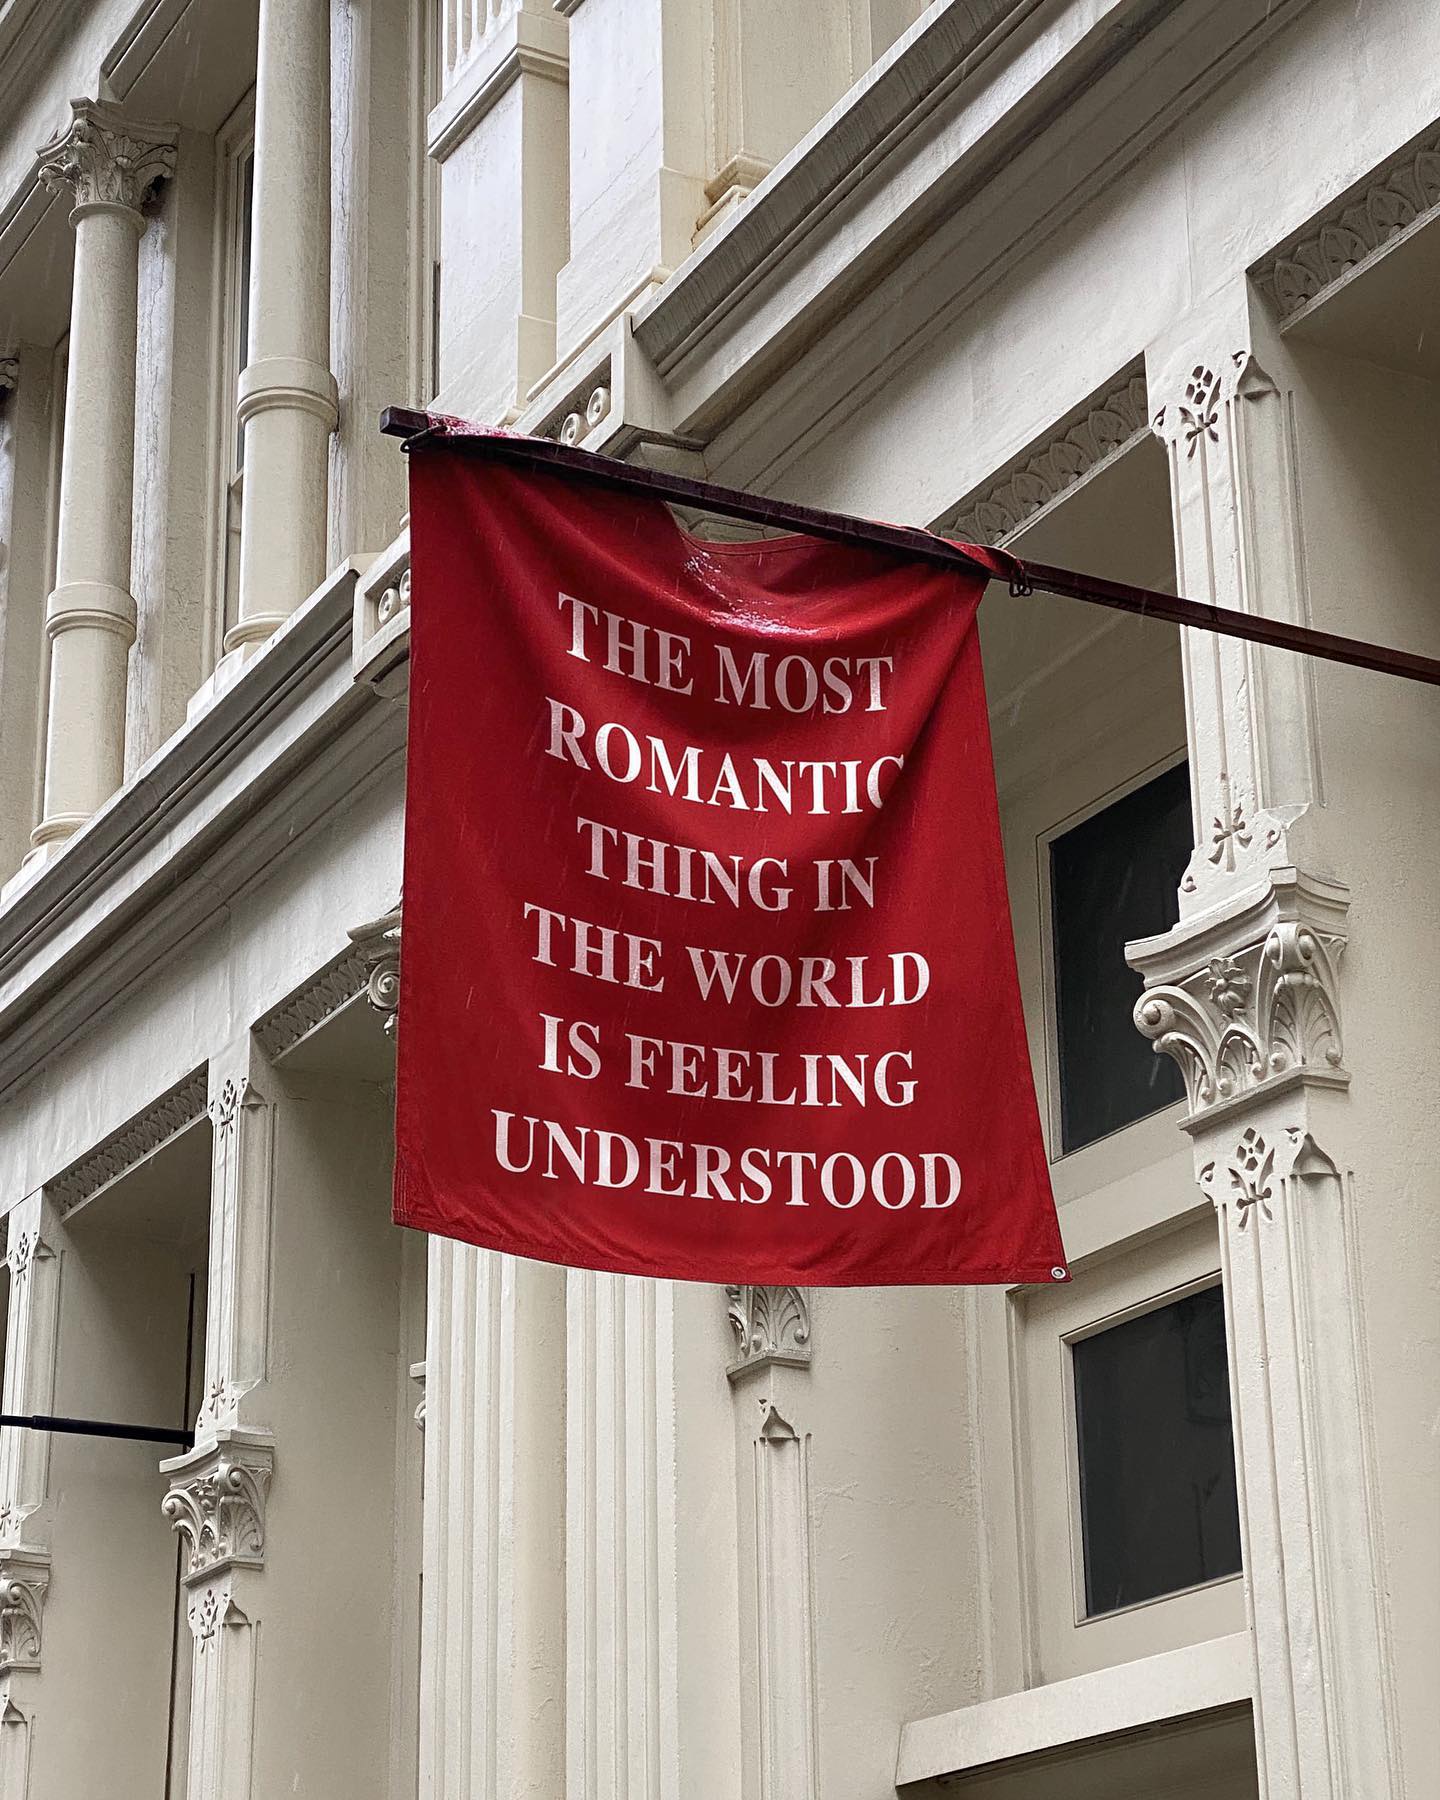 THE MOST
ROMANTIC
THING IN
THE WORLD
IS FEELING
UNDERSTOOD